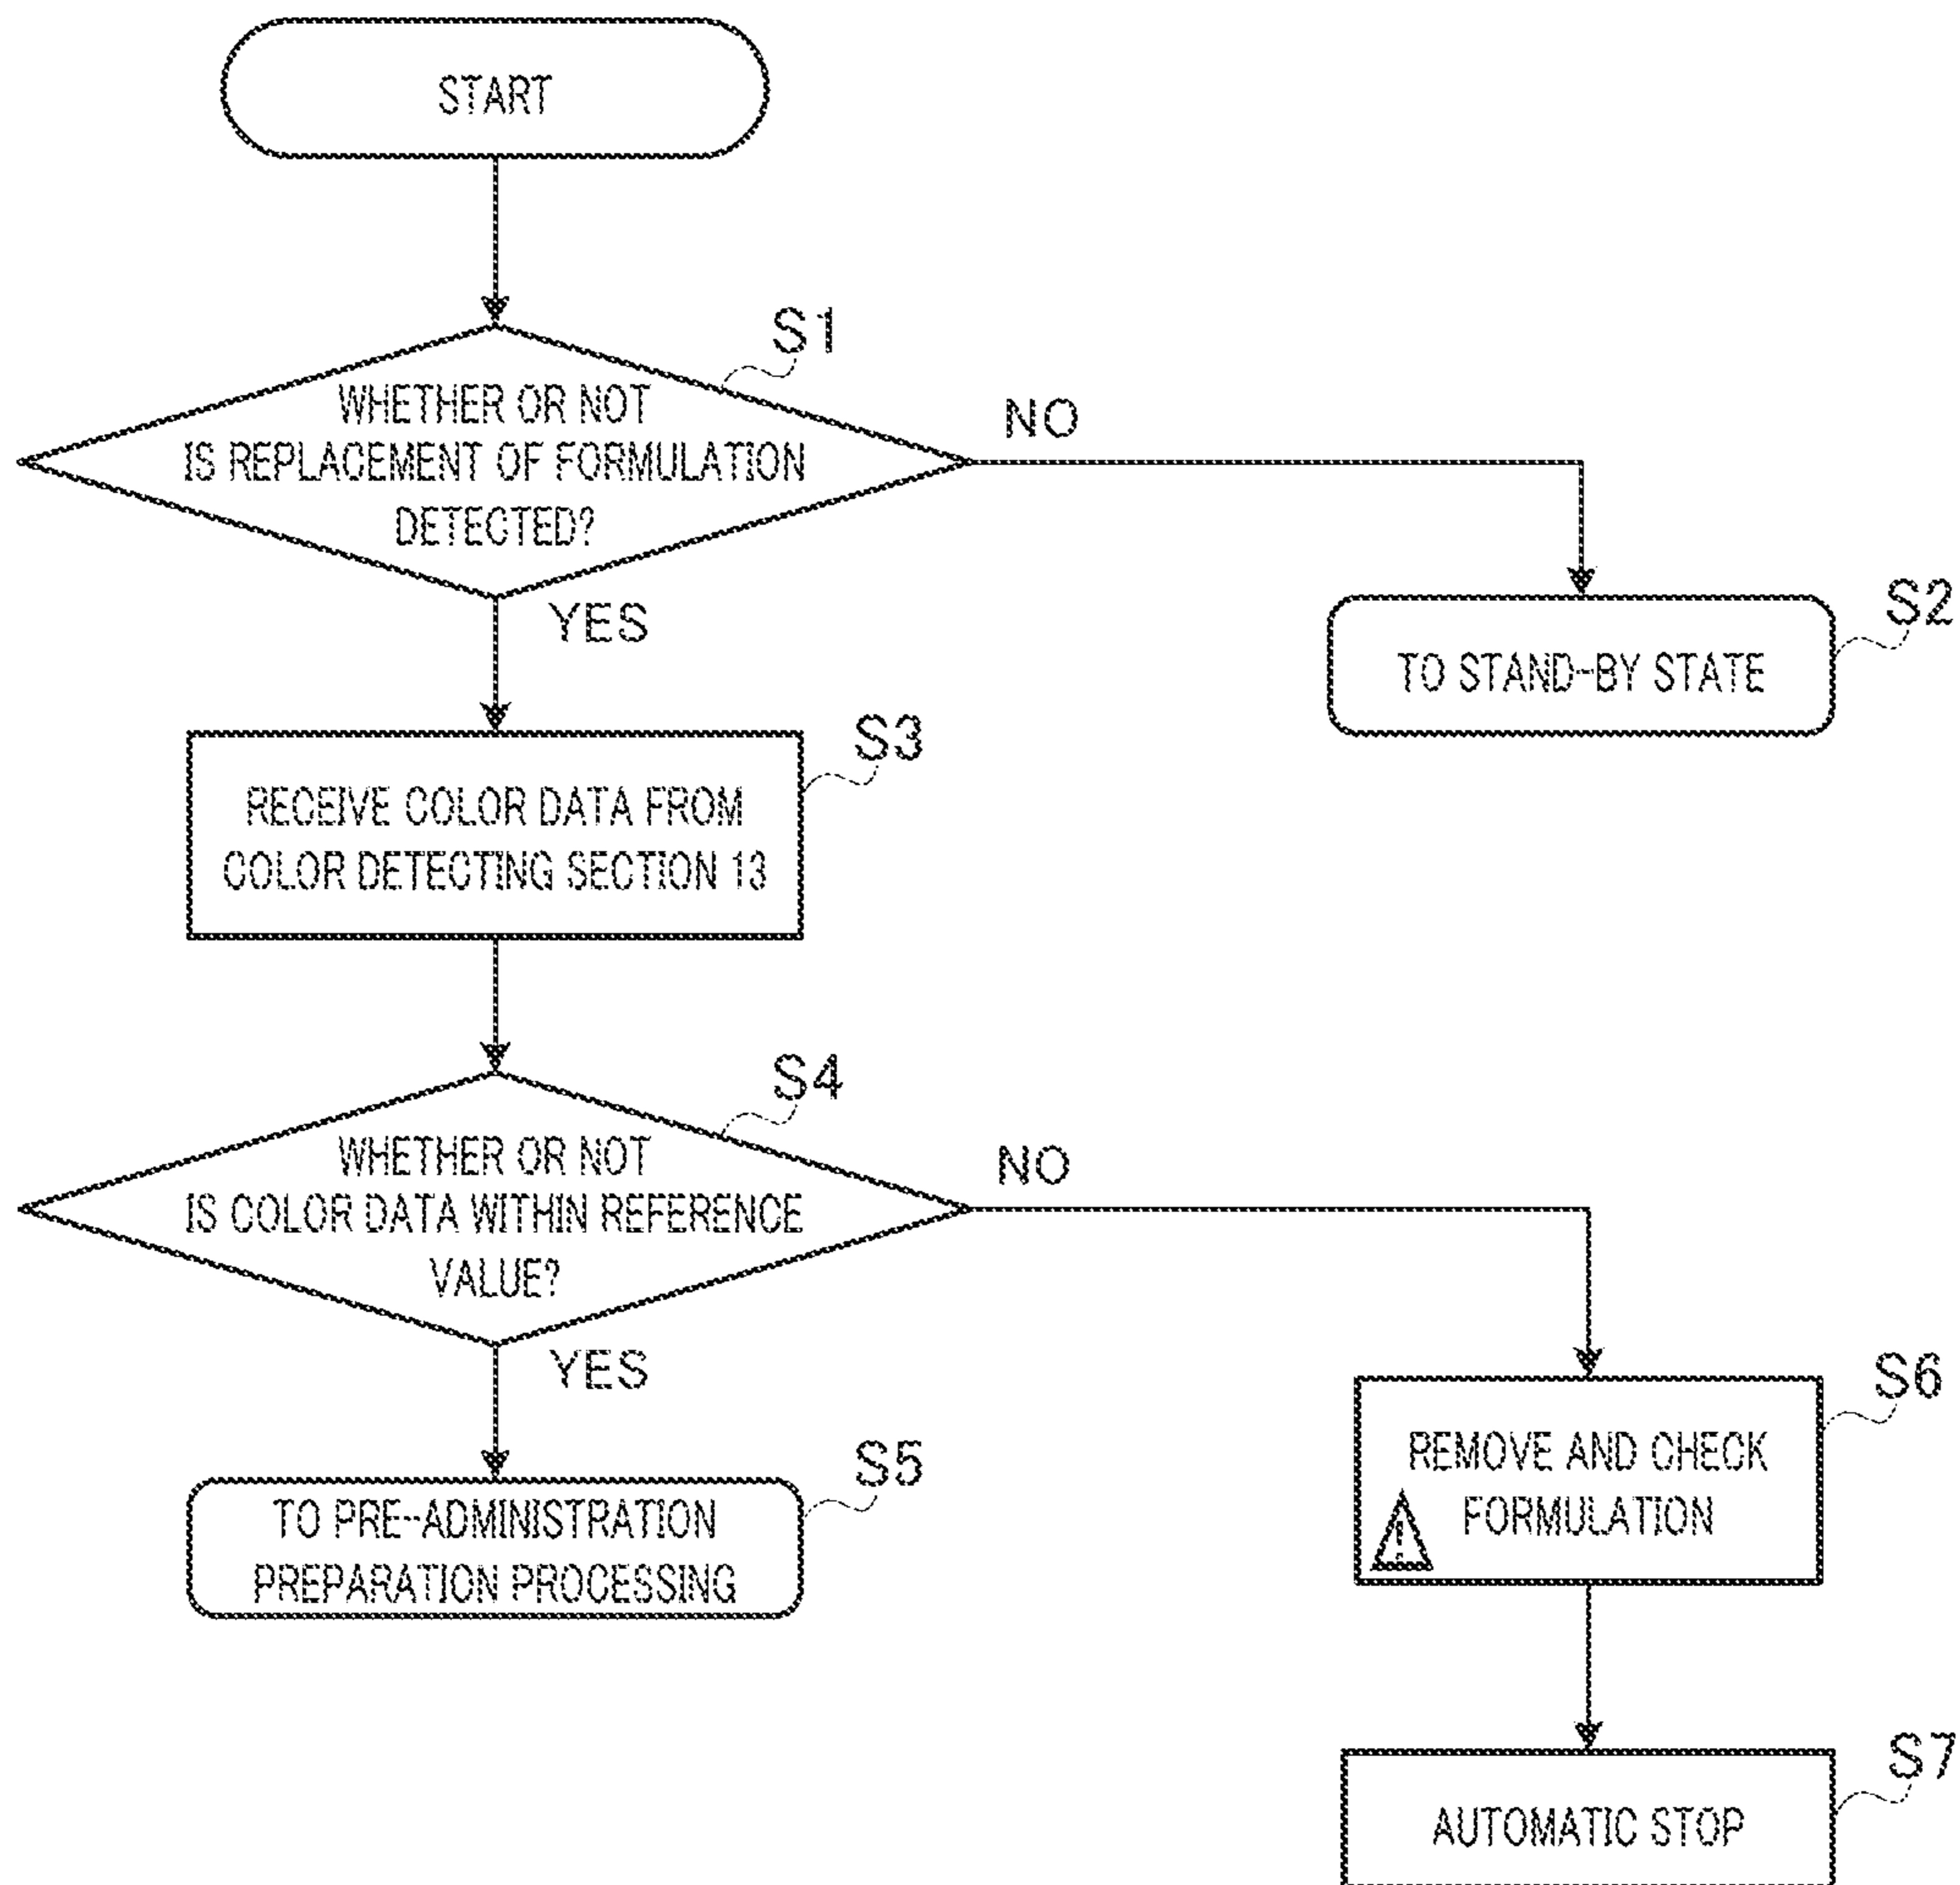 START
S1
WHETHER OR NOT
IS REPLACEMENT OF FORMULATION
DETECTED?
NO
YES
S2
TO STAND-BY STATE
S3
RECEIVE COLOR DATA FROM
COLOR DETECTING SECTION 13
S4
WHETHER OR NOT
IS COLOR DATA WITHIN REFERENCE
VALUE?
NO
YES
S5
TO PRE-ADMINISTRATION
PREPARATION PROCESSING
S6
REMOVE AND CHECK
FORMULATION
!
S7
AUTOMATIC STOP